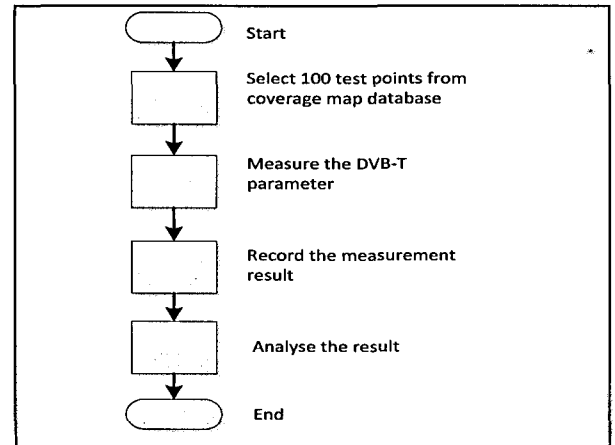 Start
Select 100 test points from
coverage map database
Measure the DVB-T
parameter
Record the measurement
result
Analyse the result
End